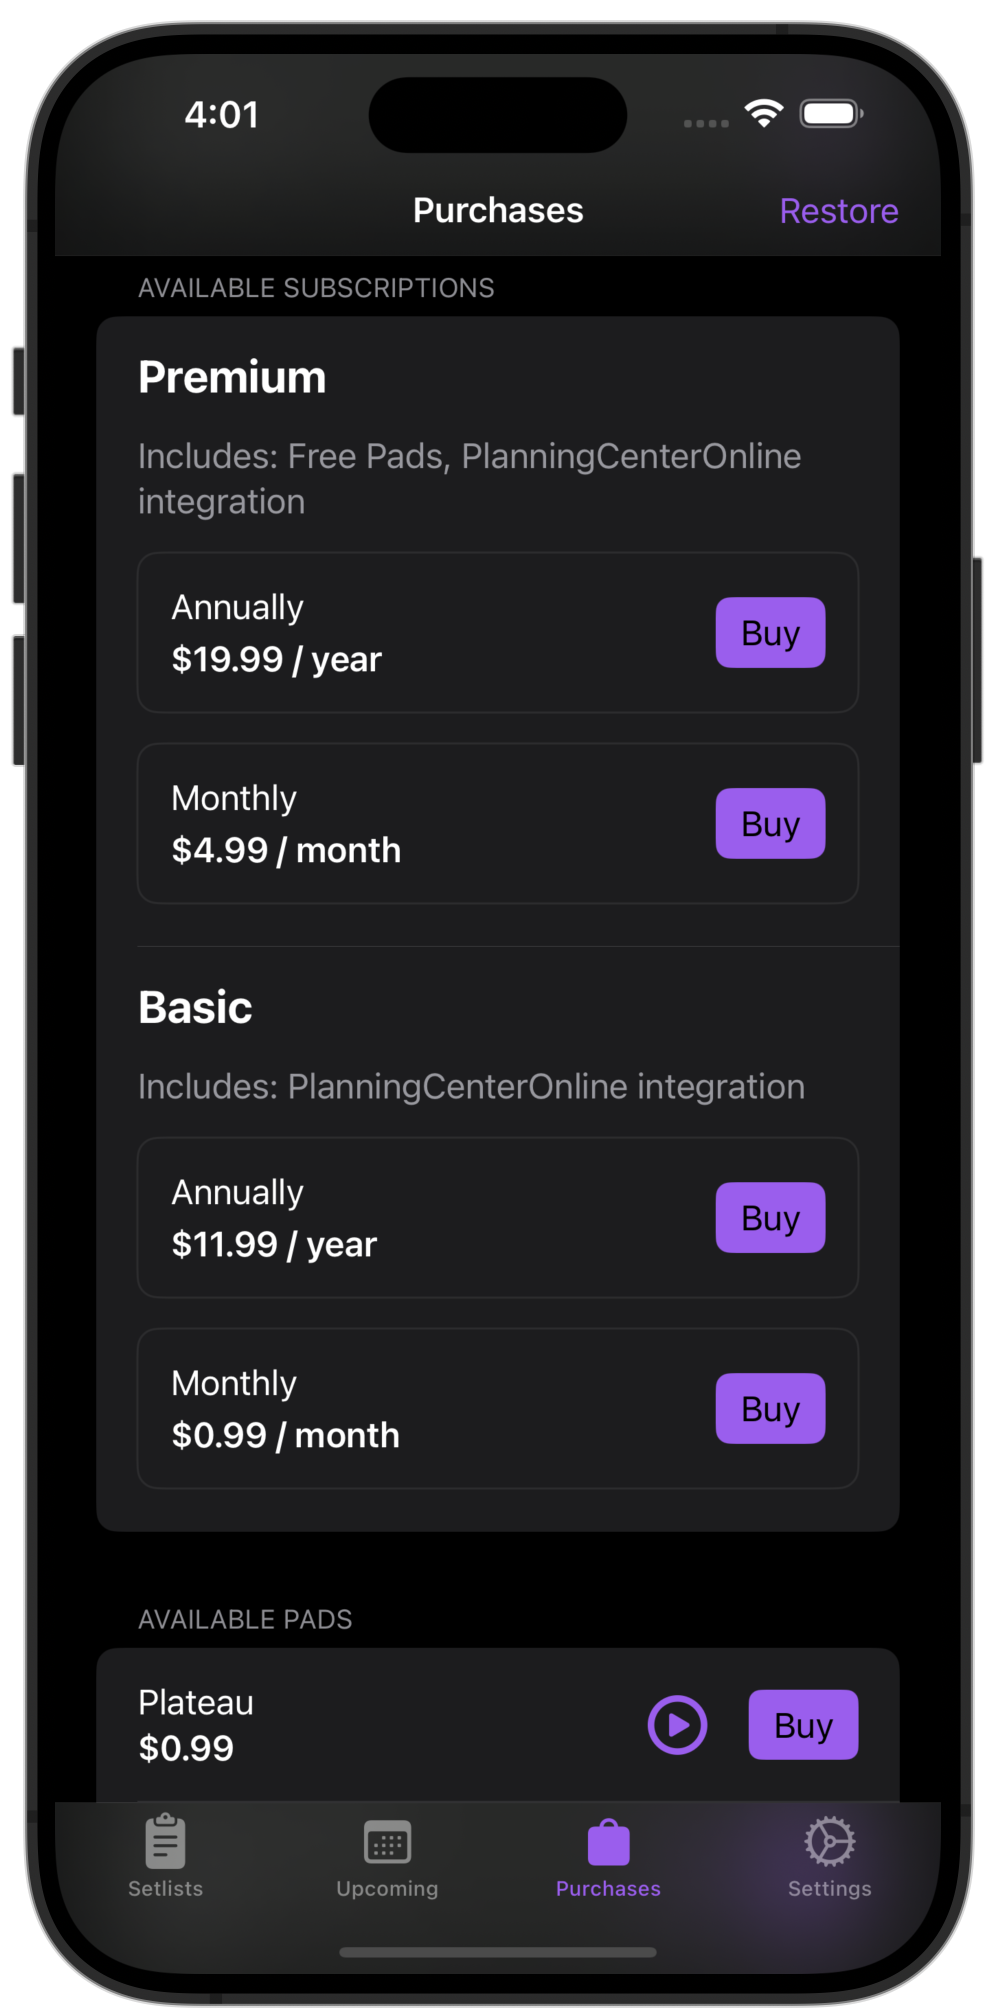 4:01
Purchases
Restore
AVAILABLE SUBSCRIPTIONS
Premium
Includes: Free Pads, PlanningCenterOnline
integration
Annually
$19.99 / year
Buy
Monthly
$4.99 / month
Buy
Basic
Includes: PlanningCenterOnline integration
Annually
$11.99 / year
Buy
Monthly
$0.99 / month
Buy
AVAILABLE PADS
Plateau
$0.99
Buy
Setlists
Upcoming
Purchases
Settings